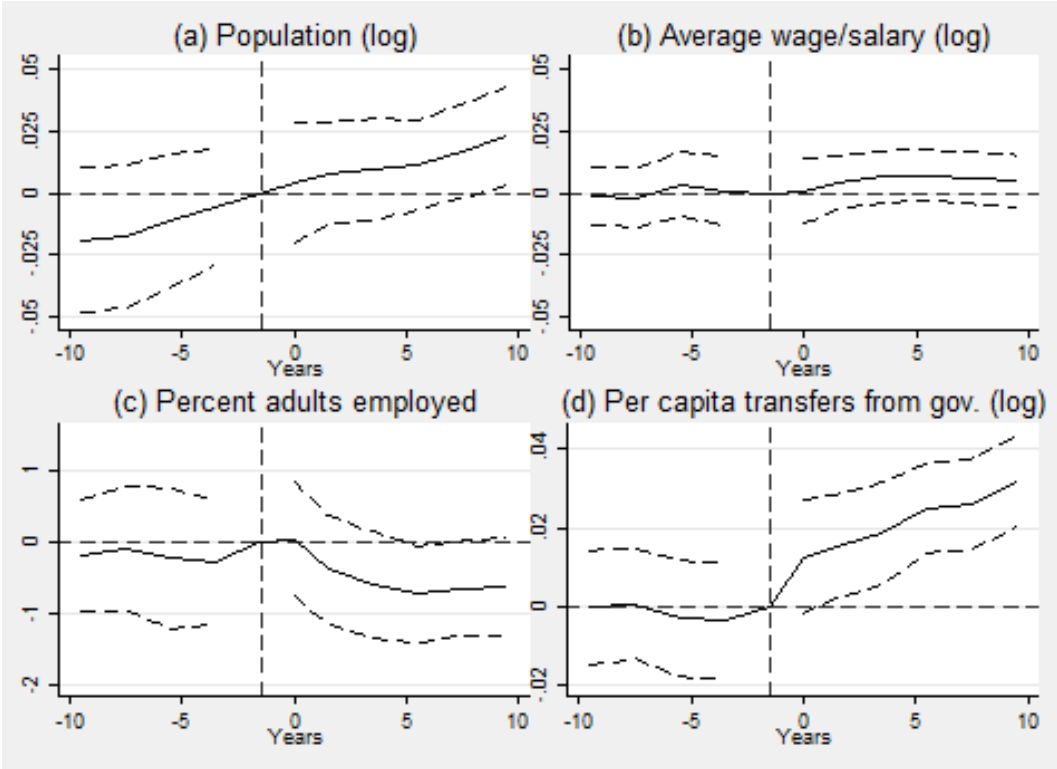 (a) Population (log)
.05
.025
0
-.025
-.05
-10 -5 0 5 10
Years
(b) Average wage/salary (log)
.05
.025
0
-.025
-.05
-10 -5 0 5 10
Years
(c) Percent adults employed
1
0
-1
-2
-10 -5 0 5 10
Years
(d) Per capita transfers from gov. (log)
.04
.02
0
-.02
-10 -5 0 5 10
Years